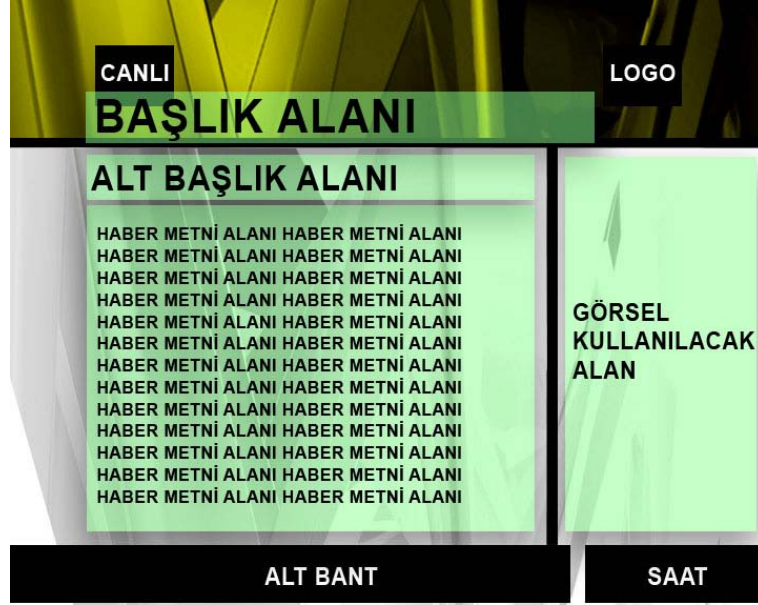 CANLI
LOGO
BAŞLIK ALANI
ALT BAŞLIK ALANI
HABER METNİ ALANI HABER METNİ ALANI
HABER METNİ ALANI HABER METNİ ALANI
HABER METNİ ALANI HABER METNİ ALANI
HABER METNİ ALANI HABER METNİ ALANI
HABER METNİ ALANI HABER METNİ ALANI
HABER METNİ ALANI HABER METNİ ALANI
HABER METNİ ALANI HABER METNİ ALANI
HABER METNİ ALANI HABER METNİ ALANI
HABER METNİ ALANI HABER METNİ ALANI
HABER METNİ ALANI HABER METNİ ALANI
HABER METNİ ALANI HABER METNİ ALANI
HABER METNİ ALANI HABER METNİ ALANI
HABER METNİ ALANI HABER METNİ ALANI
GÖRSEL
KULLANILACAK
ALAN
ALT BANT
SAAT